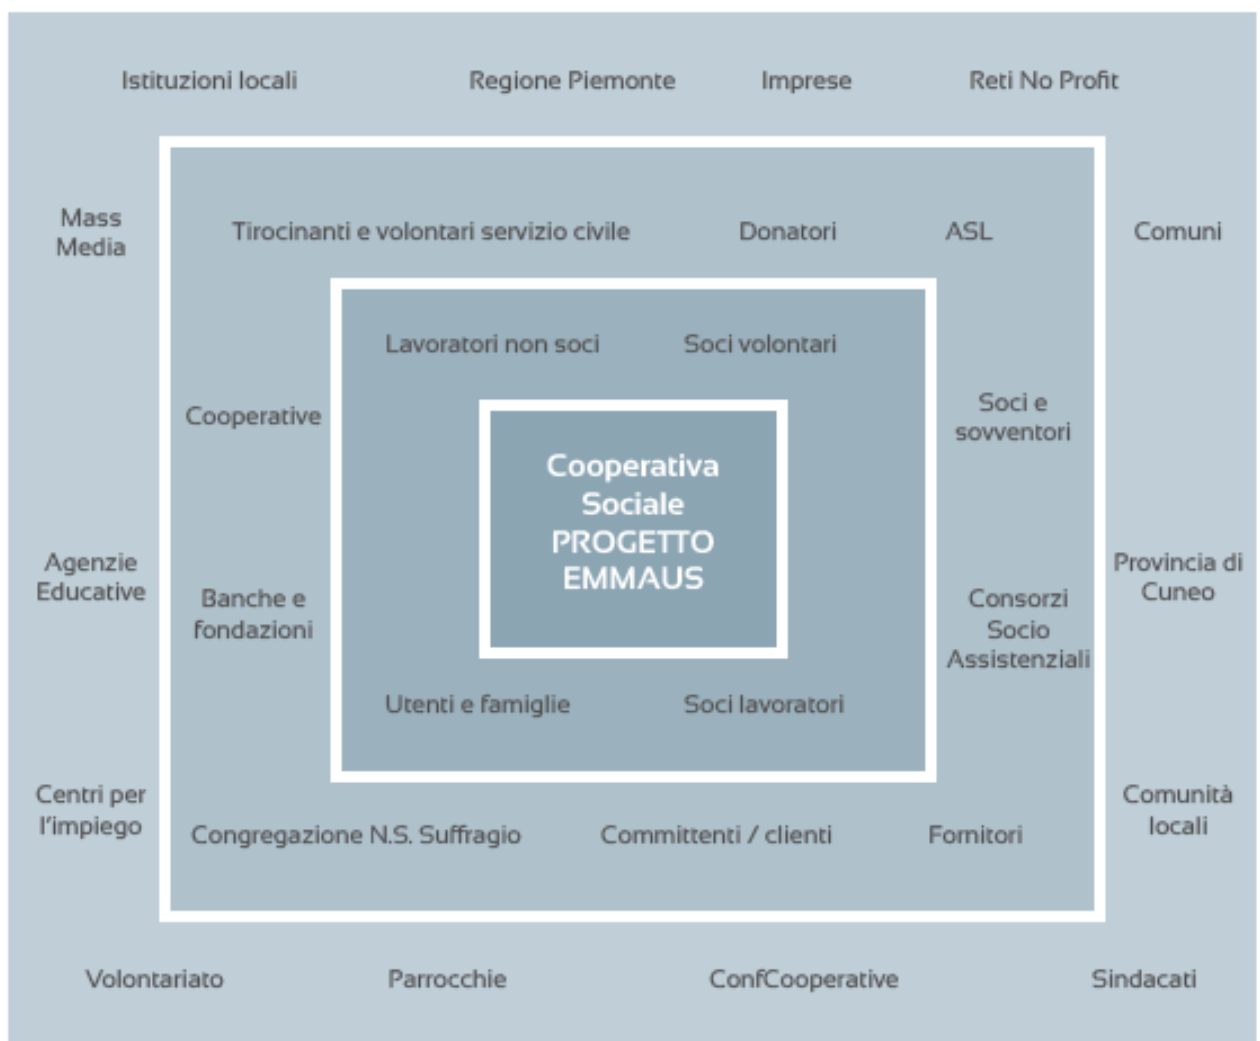 Istituzioni locali
Regione Piemonte
Imprese
Reti No Profit
Mass
Media
Tirocinanti e volontari servizio civile
Donatori
ASL
Comuni
Lavoratori non soci
Soci volontari
Cooperative
Soci e
sovventori
Cooperativa
Sociale
PROGETTO
EMMAUS
Agenzie
Educative
Banche e
fondazioni
Consorzi
Socio
Assistenziali
Provincia di
Cuneo
Utenti e famiglie
Soci lavoratori
Centri per
l'impiego
Congregazione N.S. Suffragio
Committenti / clienti
Fornitori
Comunità
locali
Volontariato
Parrocchie
ConfCooperative
Sindacati